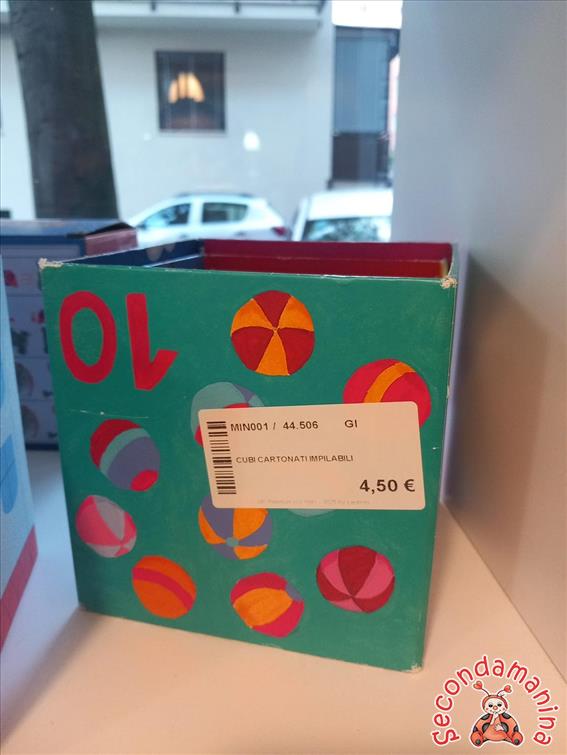 10
MIN001 / 44.506 GI
CUBI CARTONATI IMPILABILI
4,50 €
Secondamanina